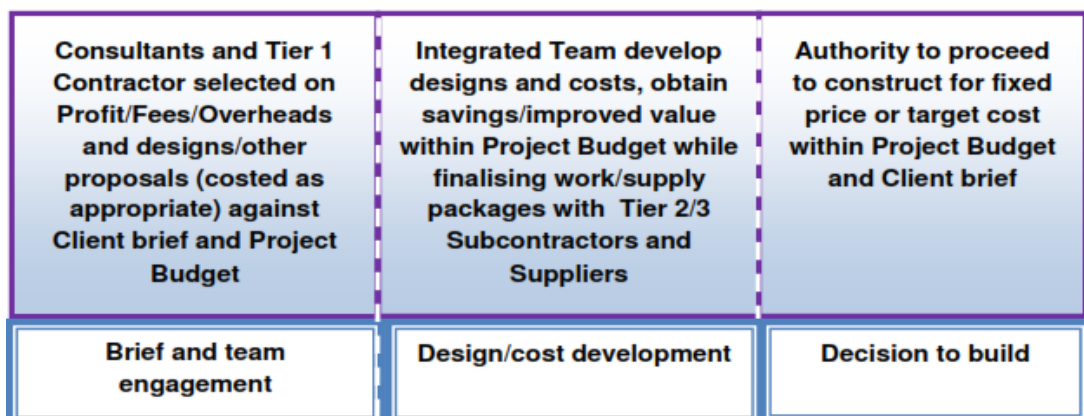 Consultants and Tier 1
Contractor selected on
Profit/Fees/Overheads
and designs/other
proposals (costed as
appropriate) against
Client brief and Project
Budget
Integrated Team develop
designs and costs, obtain
savings/improved value
within Project Budget while
finalising work/supply
packages with Tier 2/3
Subcontractors and
Suppliers
Authority to proceed
to construct for fixed
price or target cost
within Project Budget
and Client brief
Brief and team
engagement
Design/cost development
Decision to build